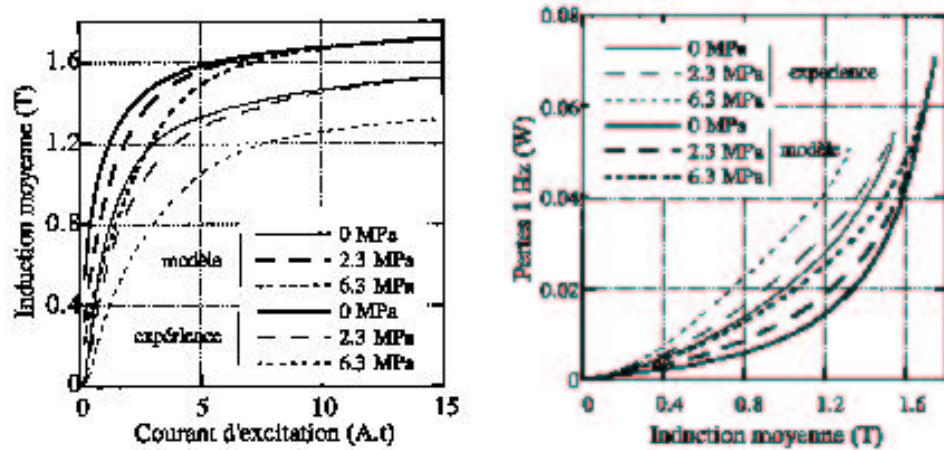 Induction moyenne (T)
1.6
1.2
0.8
0.4
0
modèle
0 MPa
2.3 MPa
6.3 MPa
expérience
0 MPa
2.3 MPa
6.3 MPa
0 5 10 15
Courant d'excitation (A.t)
Pertes 1 Hz (W)
0.08
0.06
0.04
0.02
0
0 MPa
2.3 MPa
6.3 MPa
expérience
0 MPa
2.3 MPa
6.3 MPa
modèle
0 0.4 0.8 1.2 1.6
Induction moyenne (T)